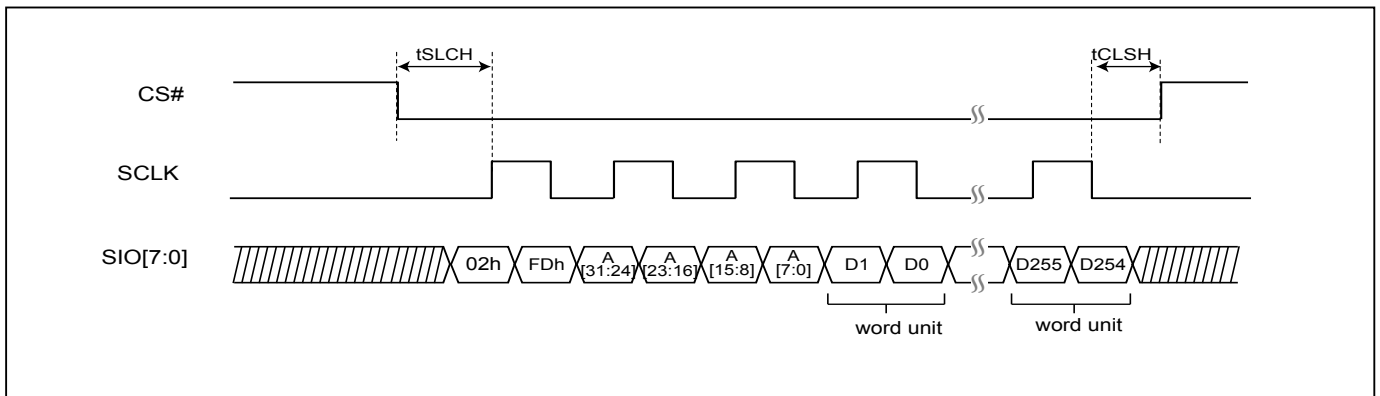 tSLCH
tCLSH
CS#
SCLK
SIO[7:0]
02h
FDh
A
[31:24]
A
[23:16]
A
[15:8]
A
[7:0]
D1
D0
D255
D254
word unit
word unit